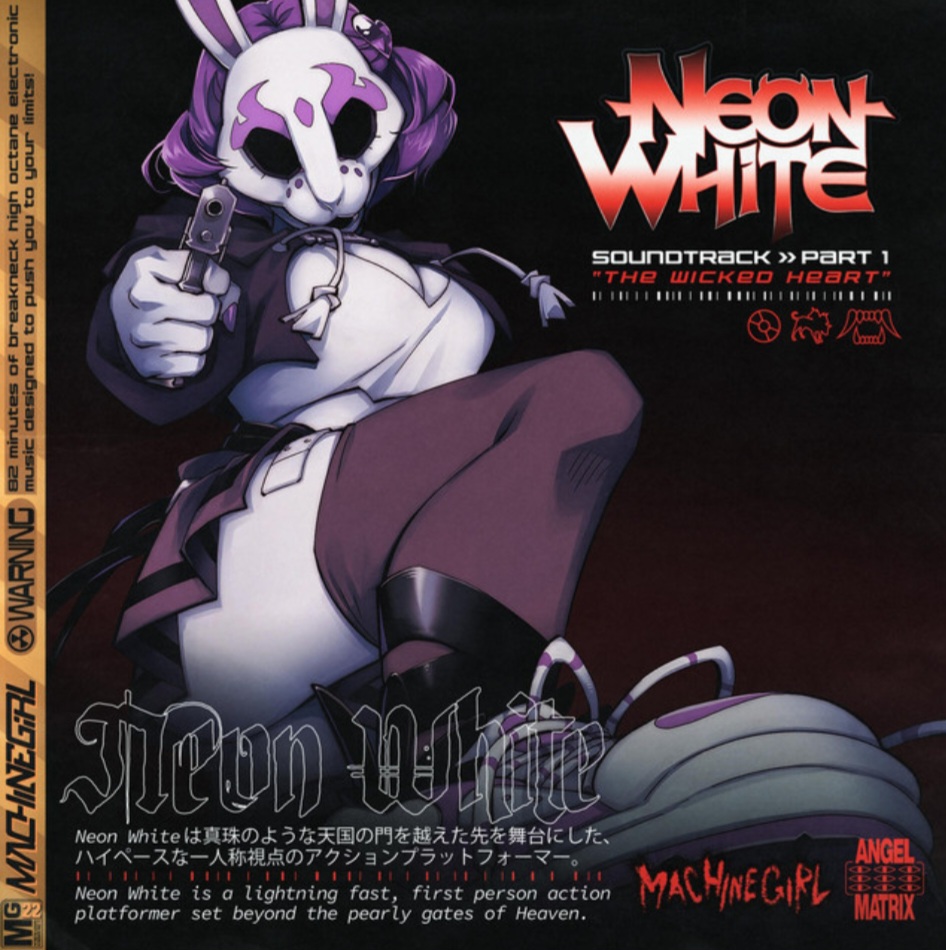 82 minutes of breakneck high octane electronic
music designed to push you to your limits!
WARNING
MACHINEGIRL
MG
22
NEON
WHITE
SOUNDTRACK >> PART 1
"THE WICKED HEART"
Neon White
Neon Whiteは真珠のような天国の門を越えた先を舞台にした、
ハイペースな一人称視点のアクションプラットフォーマー。
Neon White is a lightning fast, first person action
platformer set beyond the pearly gates of Heaven.
MACHINEGIRL
ANGEL
MATRIX